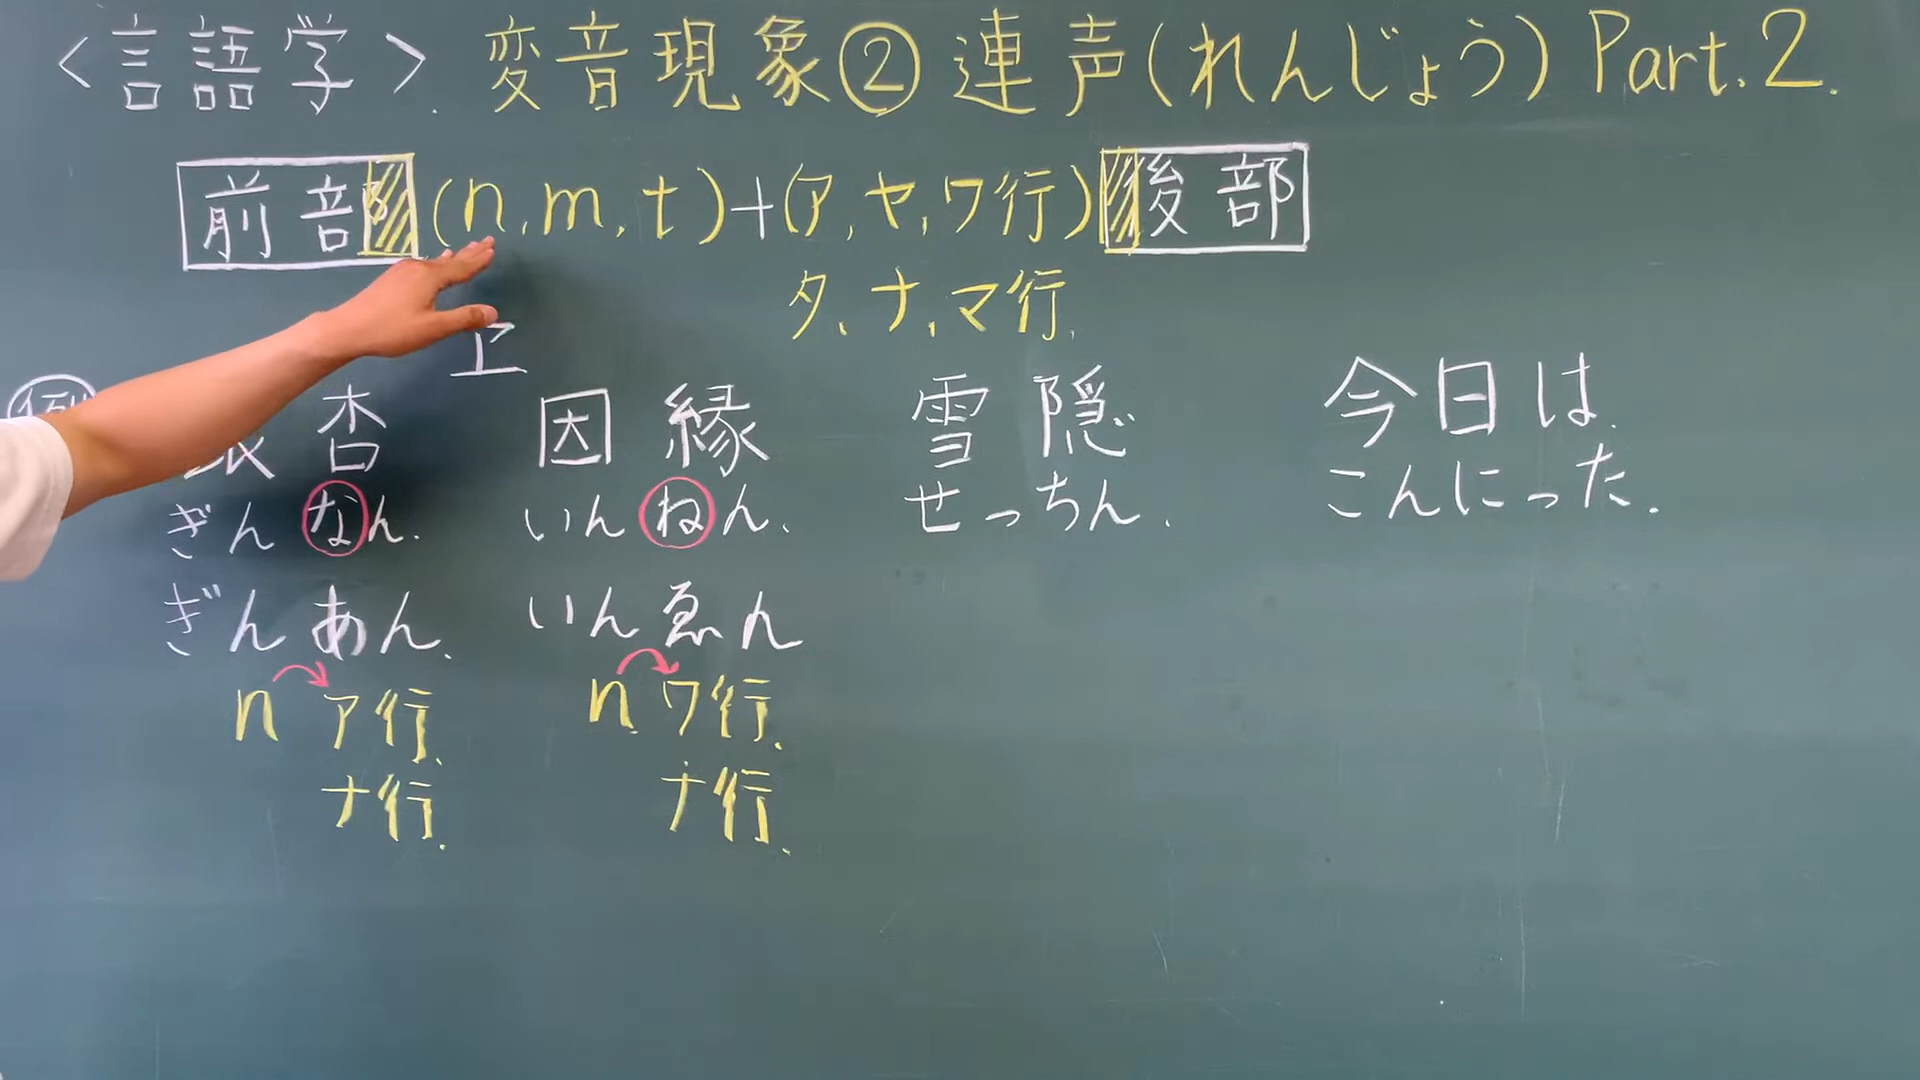 <言語学>. 変音現象② 連声(れんじょう) Part.2.
前部 (n, m, t)+(ア, ヤ, ワ行) 後部
タ、ナ、マ行.
杏 因縁 雪隠 今日は.
ぎんなん. いんねん、 せっちん. こんにった.
ぎんあん. いんゑん
n ア行. n ワ行.
ナ行. ナ行.